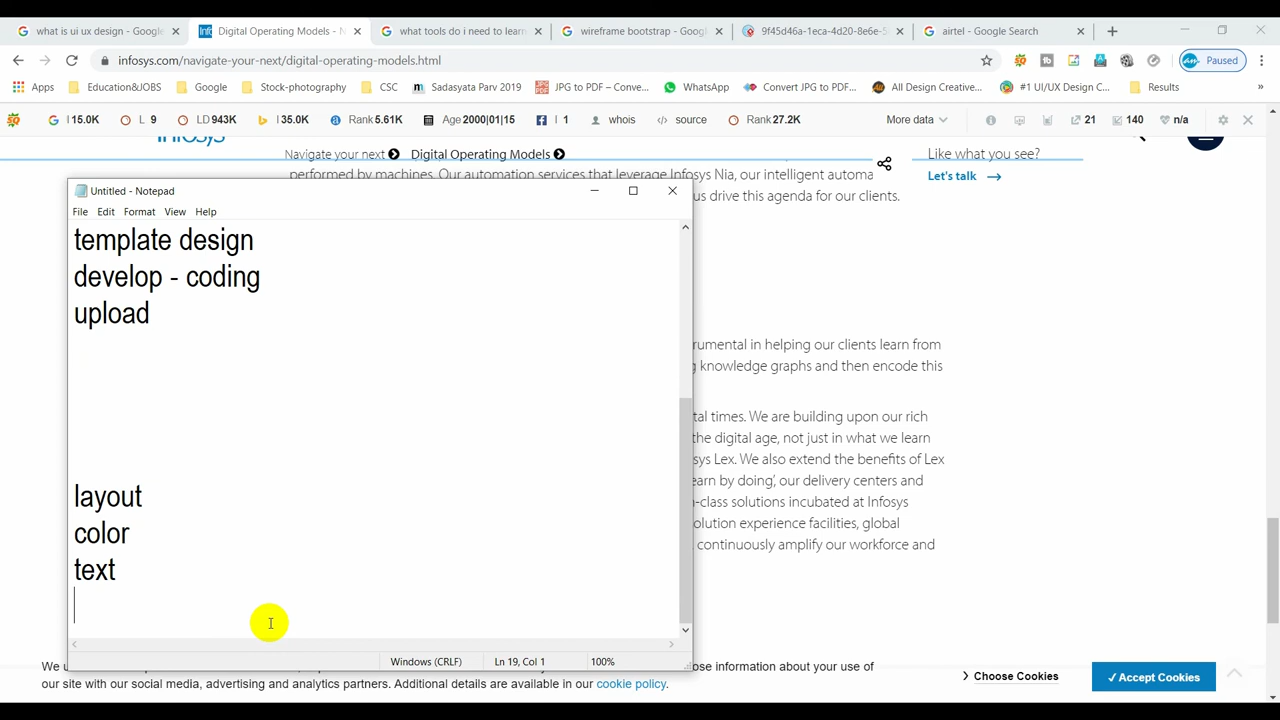 what is ui ux design - Google
Digital Operating Models - N
what tools do i need to learn
wireframe bootstrap - Googl
9f45d46a-1eca-4d20-8e6e-5
airtel - Google Search
infosys.com/navigate-your-next/digital-operating-models.html
Paused
Apps
Education&JOBS
Google
Stock-photography
CSC
Sadasyata Parv 2019
JPG to PDF – Conve...
WhatsApp
Convert JPG to PDF...
All Design Creative...
#1 UI/UX Design C...
Results
»
I 15.0K
L 9
LD 943K
I 35.0K
Rank 5.61K
Age 2000|01|15
I 1
whois
source
Rank 27.2K
More data
21
140
n/a
Infosys
Navigate your next
Digital Operating Models
Like what you see?
Let's talk
performed by machines. Our automation services that leverage Infosys Nia, our intelligent automa
us drive this agenda for our clients.
Untitled - Notepad
File Edit Format View Help
template design
develop - coding
upload
layout
color
text
rumental in helping our clients learn from
g knowledge graphs and then encode this
tal times. We are building upon our rich
the digital age, not just in what we learn
sys Lex. We also extend the benefits of Lex
earn by doing', our delivery centers and
-class solutions incubated at Infosys
olution experience facilities, global
continuously amplify our workforce and
Windows (CRLF)
Ln 19, Col 1
100%
We u
ose information about your use of
our site with our social media, advertising and analytics partners. Additional details are available in our cookie policy.
Choose Cookies
✓ Accept Cookies